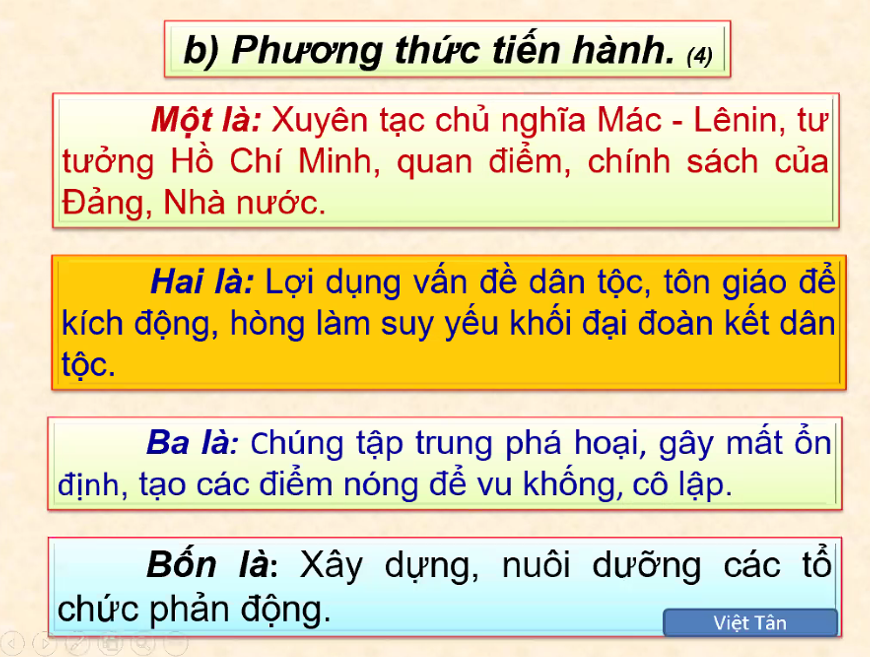 b) Phương thức tiến hành. (4)
Một là: Xuyên tạc chủ nghĩa Mác - Lênin, tư
tưởng Hồ Chí Minh, quan điểm, chính sách của
Đảng, Nhà nước.
Hai là: Lợi dụng vấn đề dân tộc, tôn giáo để
kích động, hòng làm suy yếu khối đại đoàn kết dân
tộc.
Ba là: Chúng tập trung phá hoại, gây mất ổn
định, tạo các điểm nóng để vu khống, cô lập.
Bốn là: Xây dựng, nuôi dưỡng các tổ
chức phản động.
Việt Tân